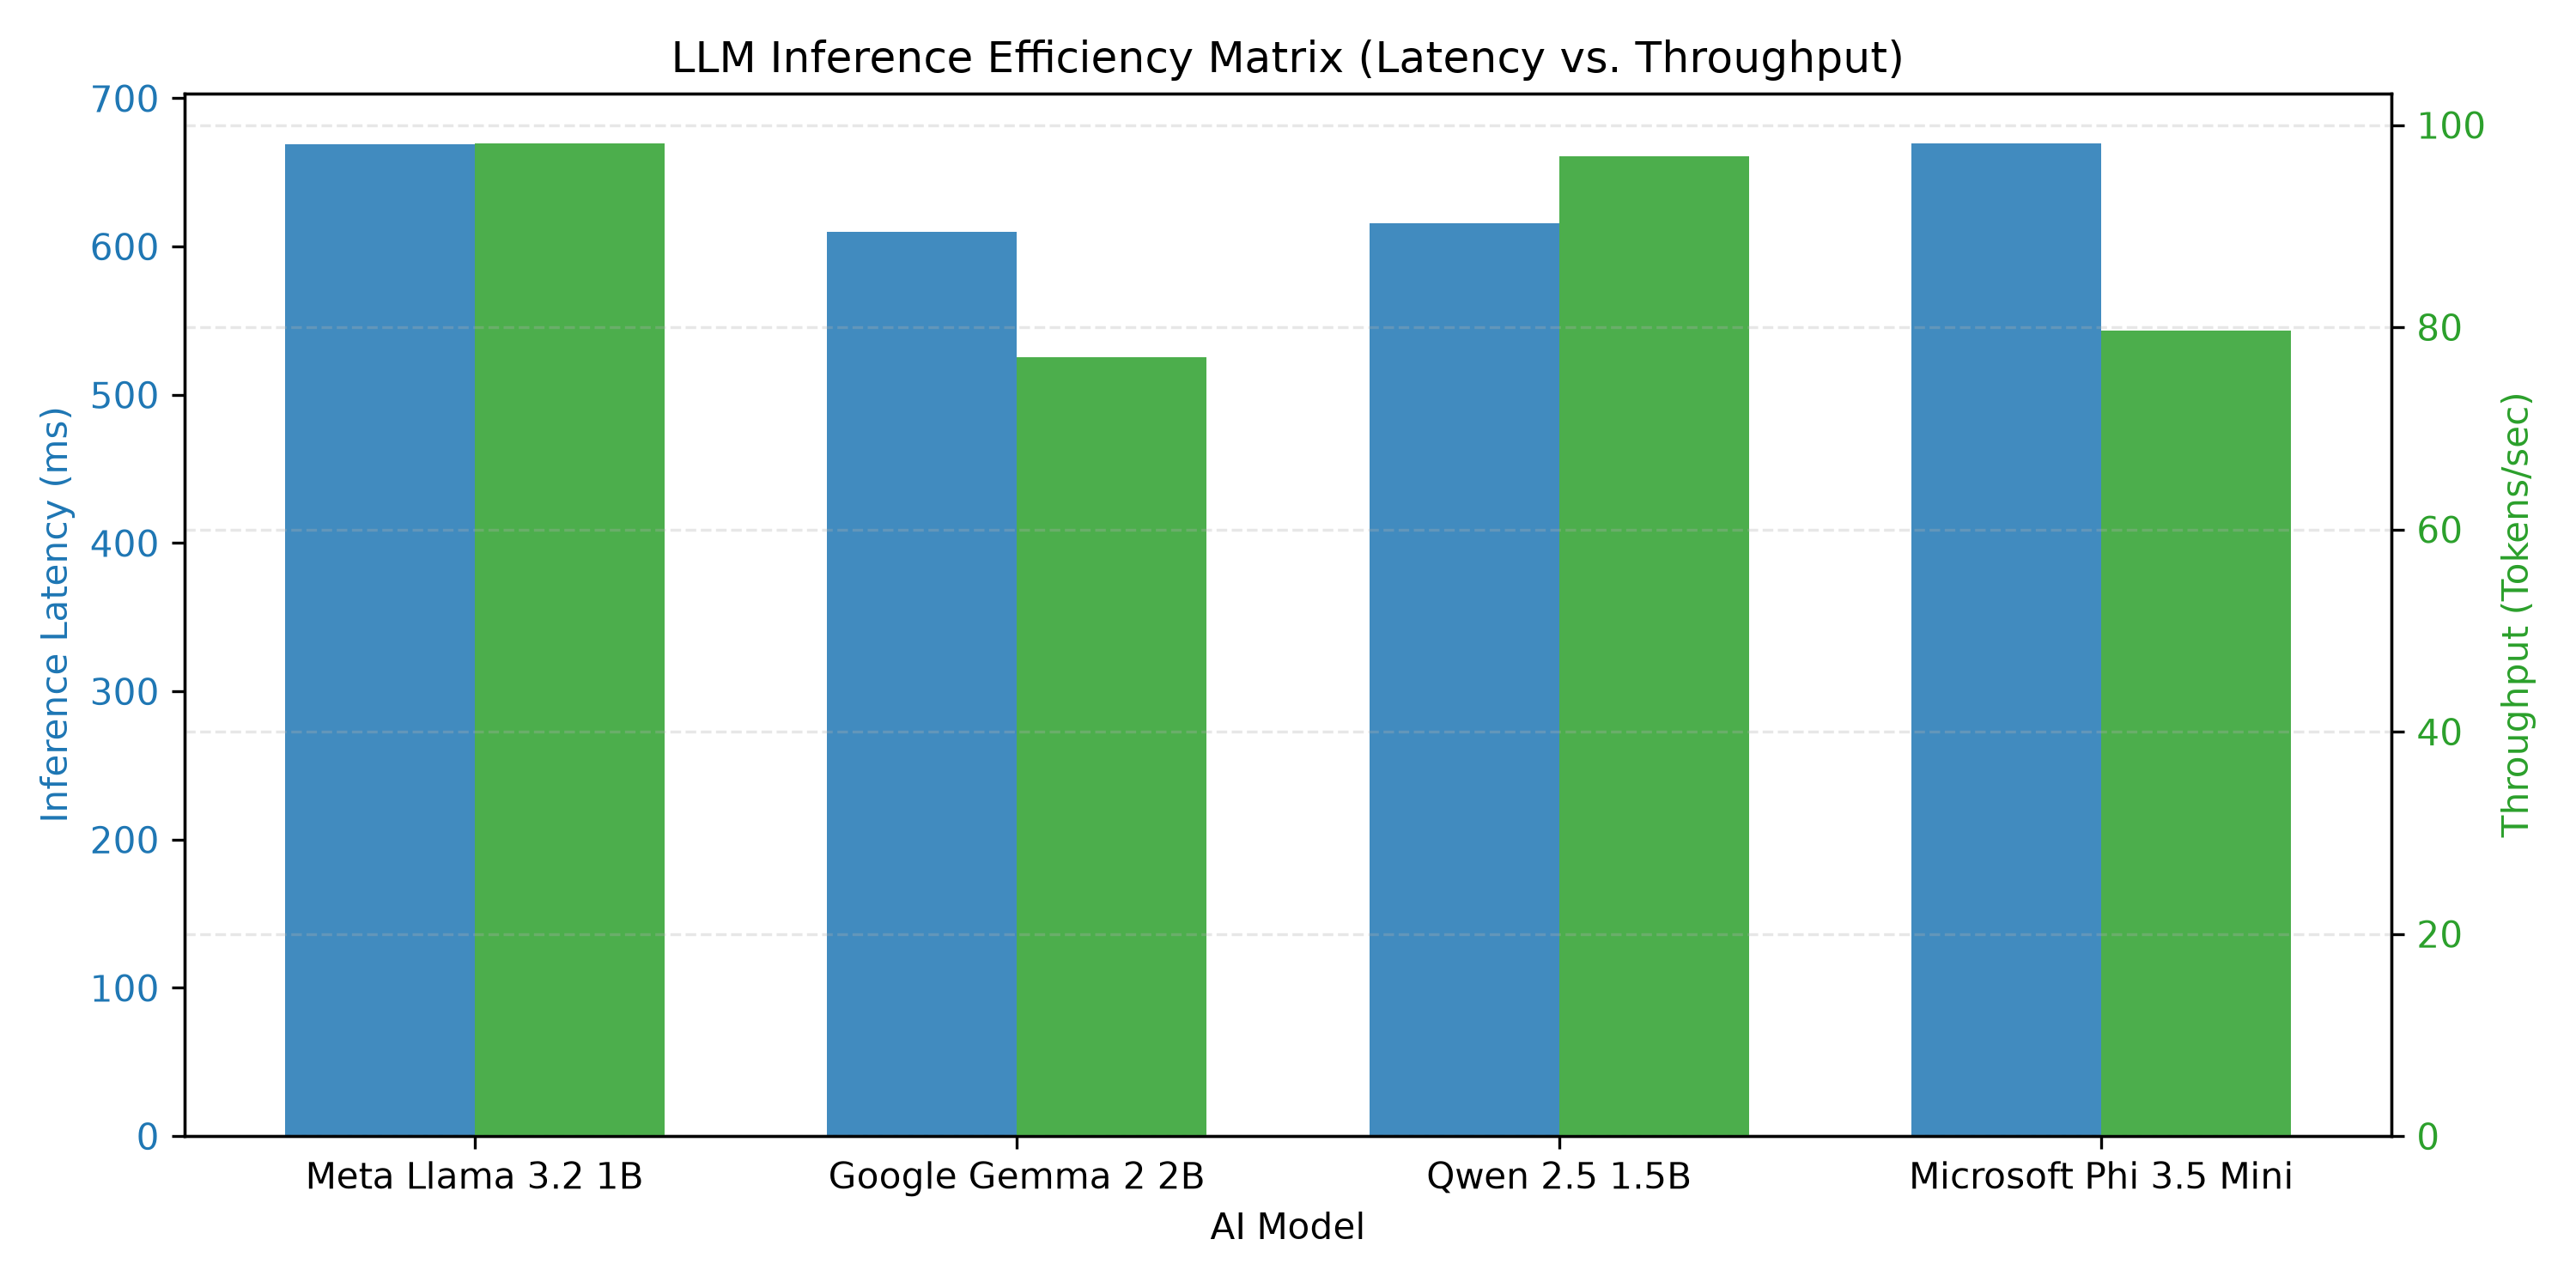 LLM Inference Efficiency Matrix (Latency vs. Throughput)
Inference Latency (ms)
700
600
500
400
300
200
100
0
100
80
60
40
20
0
Throughput (Tokens/sec)
Meta Llama 3.2 1B
Google Gemma 2 2B
Qwen 2.5 1.5B
Microsoft Phi 3.5 Mini
AI Model